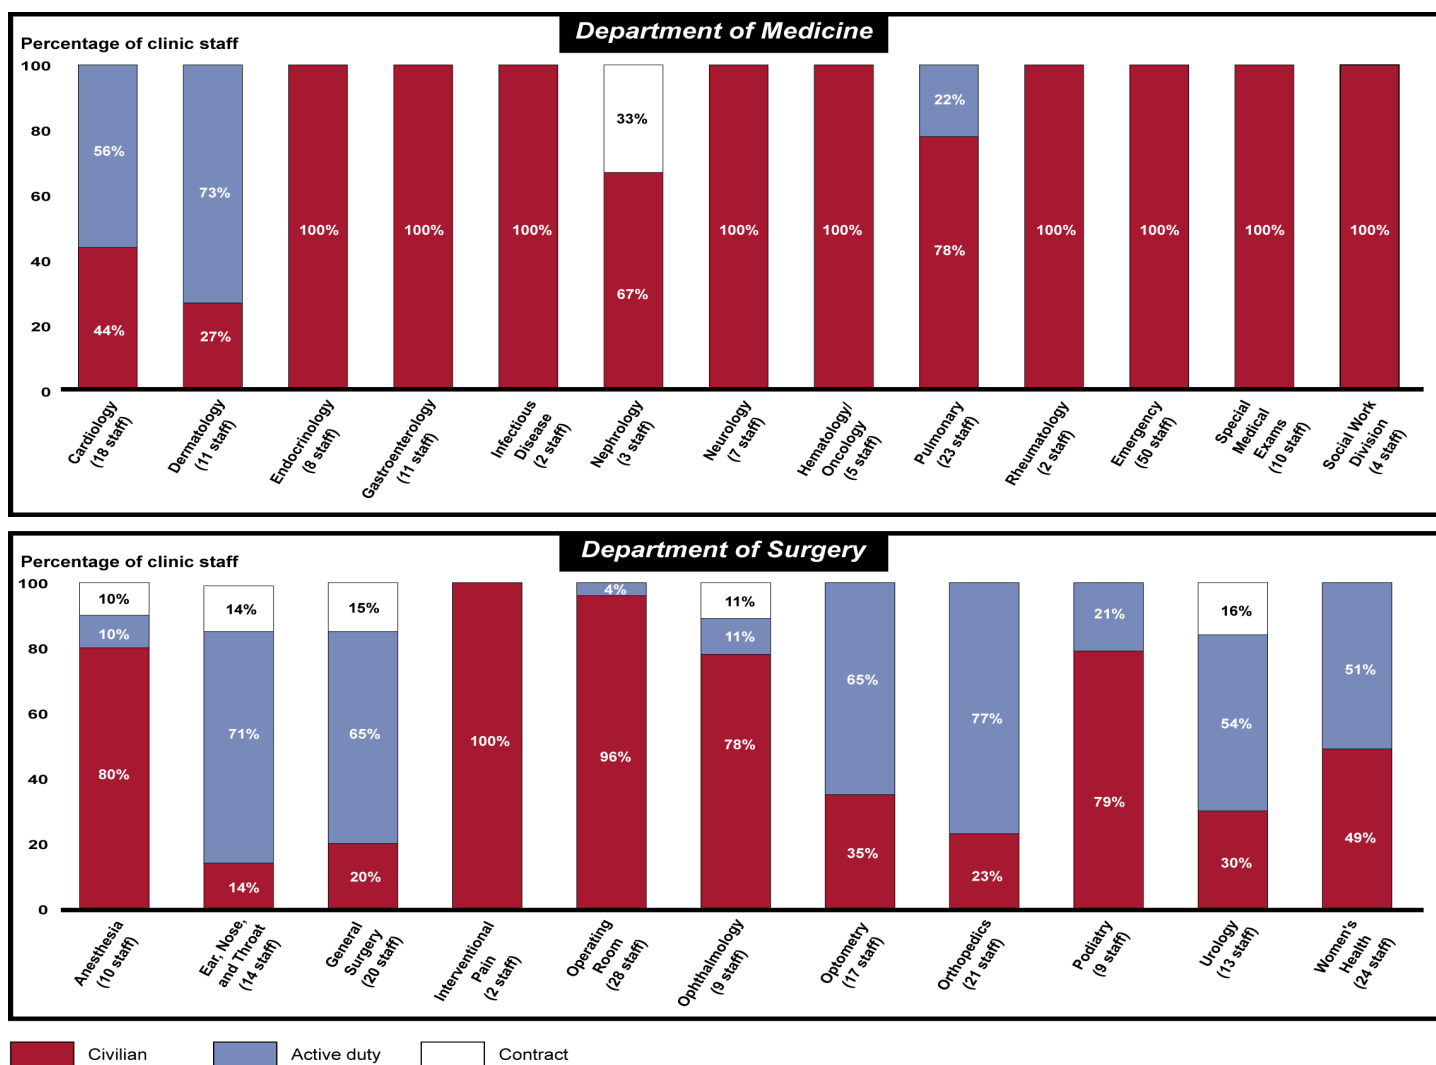 Department of Medicine
Percentage of clinic staff
100
80
60
40
20
0
56%
44%
73%
27%
100%
100%
100%
33%
67%
100%
100%
22%
78%
100%
100%
100%
100%
Cardiology
(18 staff)
Dermatology
(11 staff)
Endocrinology
(8 staff)
Gastroenterology
(11 staff)
Infectious
Disease
(2 staff)
Nephrology
(3 staff)
Neurology
(7 staff)
Hematology/
Oncology
(5 staff)
Pulmonary
(23 staff)
Rheumatology
(2 staff)
Emergency
(50 staff)
Special
Medical
Exams
(10 staff)
Social Work
Division
(4 staff)
Department of Surgery
Percentage of clinic staff
100
80
60
40
20
0
10%
10%
80%
14%
71%
14%
15%
65%
20%
100%
4%
96%
11%
11%
78%
65%
35%
77%
23%
21%
79%
16%
54%
30%
51%
49%
Anesthesia
(10 staff)
Ear, Nose,
and Throat
(14 staff)
General
Surgery
(20 staff)
Interventional
Pain
(2 staff)
Operating
Room
(28 staff)
Ophthalmology
(9 staff)
Optometry
(17 staff)
Orthopedics
(21 staff)
Podiatry
(9 staff)
Urology
(13 staff)
Women's
Health
(24 staff)
Civilian
Active duty
Contract